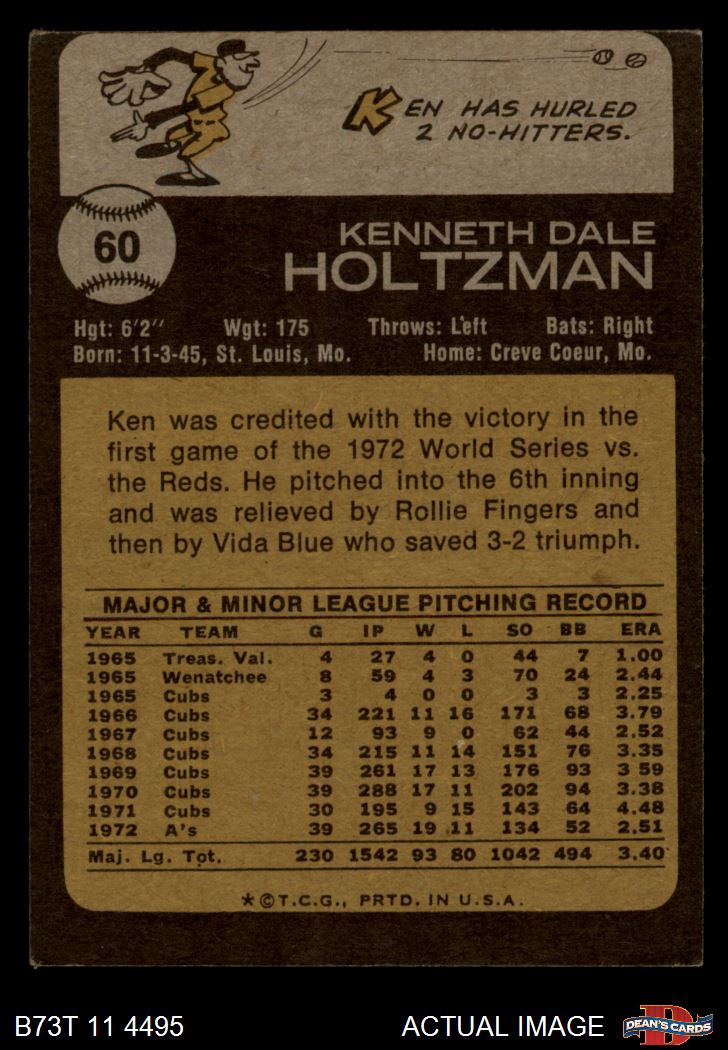 KEN HAS HURLED
2 NO-HITTERS.
60
KENNETH DALE
HOLTZMAN
Hgt: 6'2" Wgt: 175 Throws: Left Bats: Right
Born: 11-3-45, St. Louis, Mo. Home: Creve Coeur, Mo.
Ken was credited with the victory in the
first game of the 1972 World Series vs.
the Reds. He pitched into the 6th inning
and was relieved by Rollie Fingers and
then by Vida Blue who saved 3-2 triumph.
MAJOR & MINOR LEAGUE PITCHING RECORD
YEAR TEAM G IP W L SO BB ERA
1965 Treas. Val. 4 27 4 0 44 7 1.00
1965 Wenatchee 8 59 4 3 70 24 2.44
1965 Cubs 3 4 0 0 3 3 2.25
1966 Cubs 34 221 11 16 171 68 3.79
1967 Cubs 12 93 9 0 62 44 2.52
1968 Cubs 34 215 11 14 151 76 3.35
1969 Cubs 39 261 17 13 176 93 3 59
1970 Cubs 39 288 17 11 202 94 3.38
1971 Cubs 30 195 9 15 143 64 4.48
1972 A's 39 265 19 11 134 52 2.51
Maj. Lg. Tot. 230 1542 93 80 1042 494 3.40
*©T.C.G., PRTD. IN U.S.A.
B73T 11 4495 ACTUAL IMAGE
D
DEAN'S CARDS